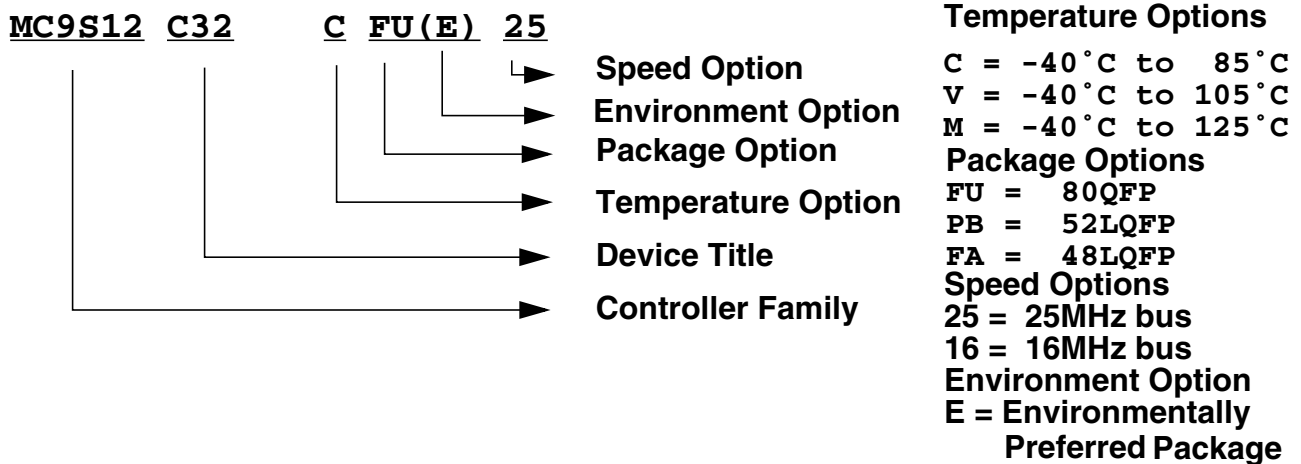 MC9S12 C32 C FU(E) 25
Speed Option
Environment Option
Package Option
Temperature Option
Device Title
Controller Family
Temperature Options
C = -40˚C to 85˚C
V = -40˚C to 105˚C
M = -40˚C to 125˚C
Package Options
FU = 80QFP
PB = 52LQFP
FA = 48LQFP
Speed Options
25 = 25MHz bus
16 = 16MHz bus
Environment Option
E = Environmentally
Preferred Package